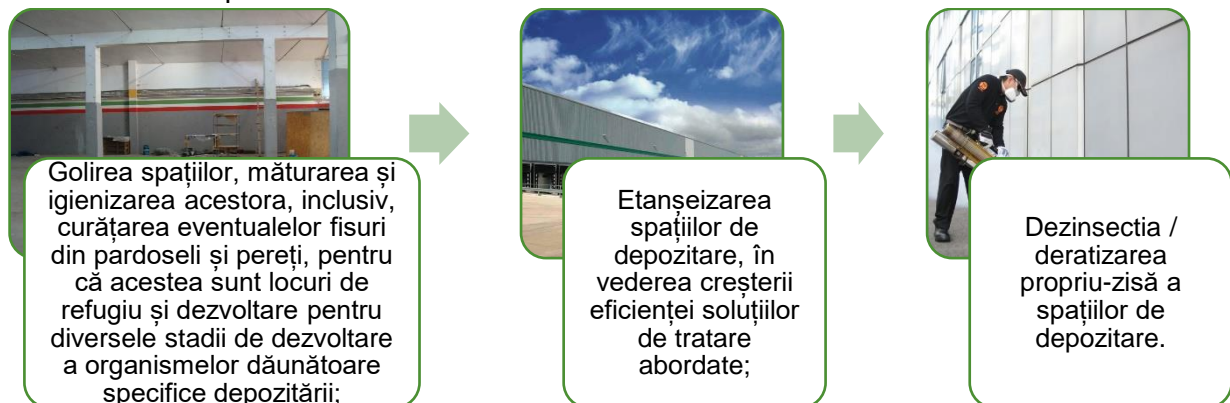 Golirea spațiilor, măturarea și
igienizarea acestora, inclusiv,
curățarea eventualelor fisuri
din pardoseli și pereți, pentru
că acestea sunt locuri de
refugiu și dezvoltare pentru
diversele stadii de dezvoltare
a organismelor dăunătoare
specifice depozitării;
Etanșeizarea
spațiilor de
depozitare, în
vederea creșterii
eficienței soluțiilor
de tratare
abordate;
Dezinsectia /
deratizarea
propriu-zisă a
spațiilor de
depozitare.